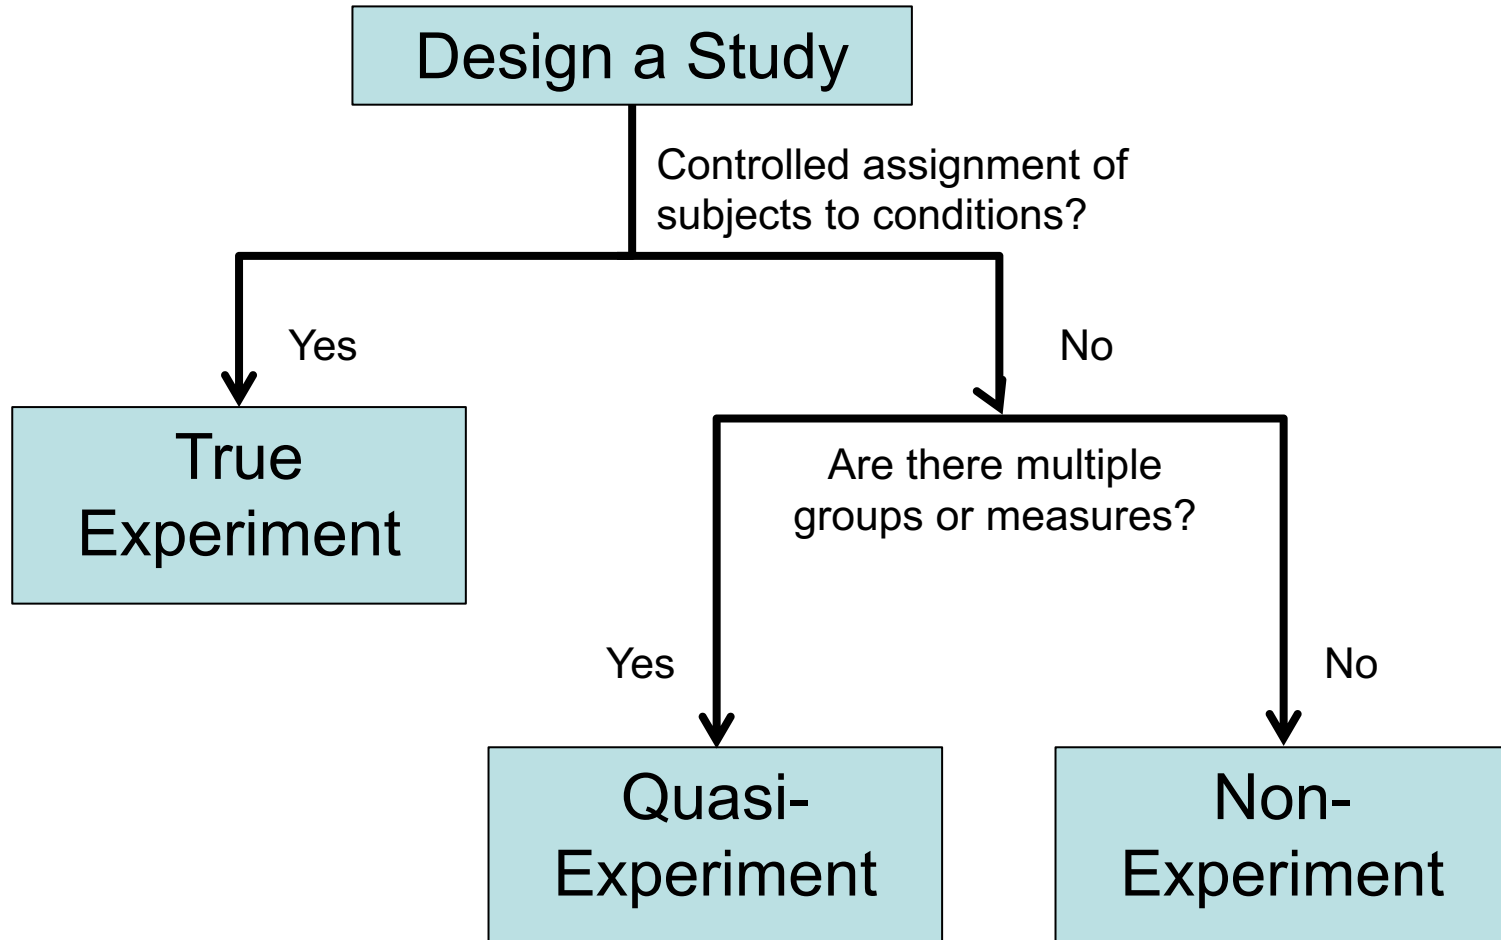 Design a Study
Controlled assignment of
subjects to conditions?
Yes
No
True
Experiment
Are there multiple
groups or measures?
Yes
No
Quasi-
Experiment
Non-
Experiment